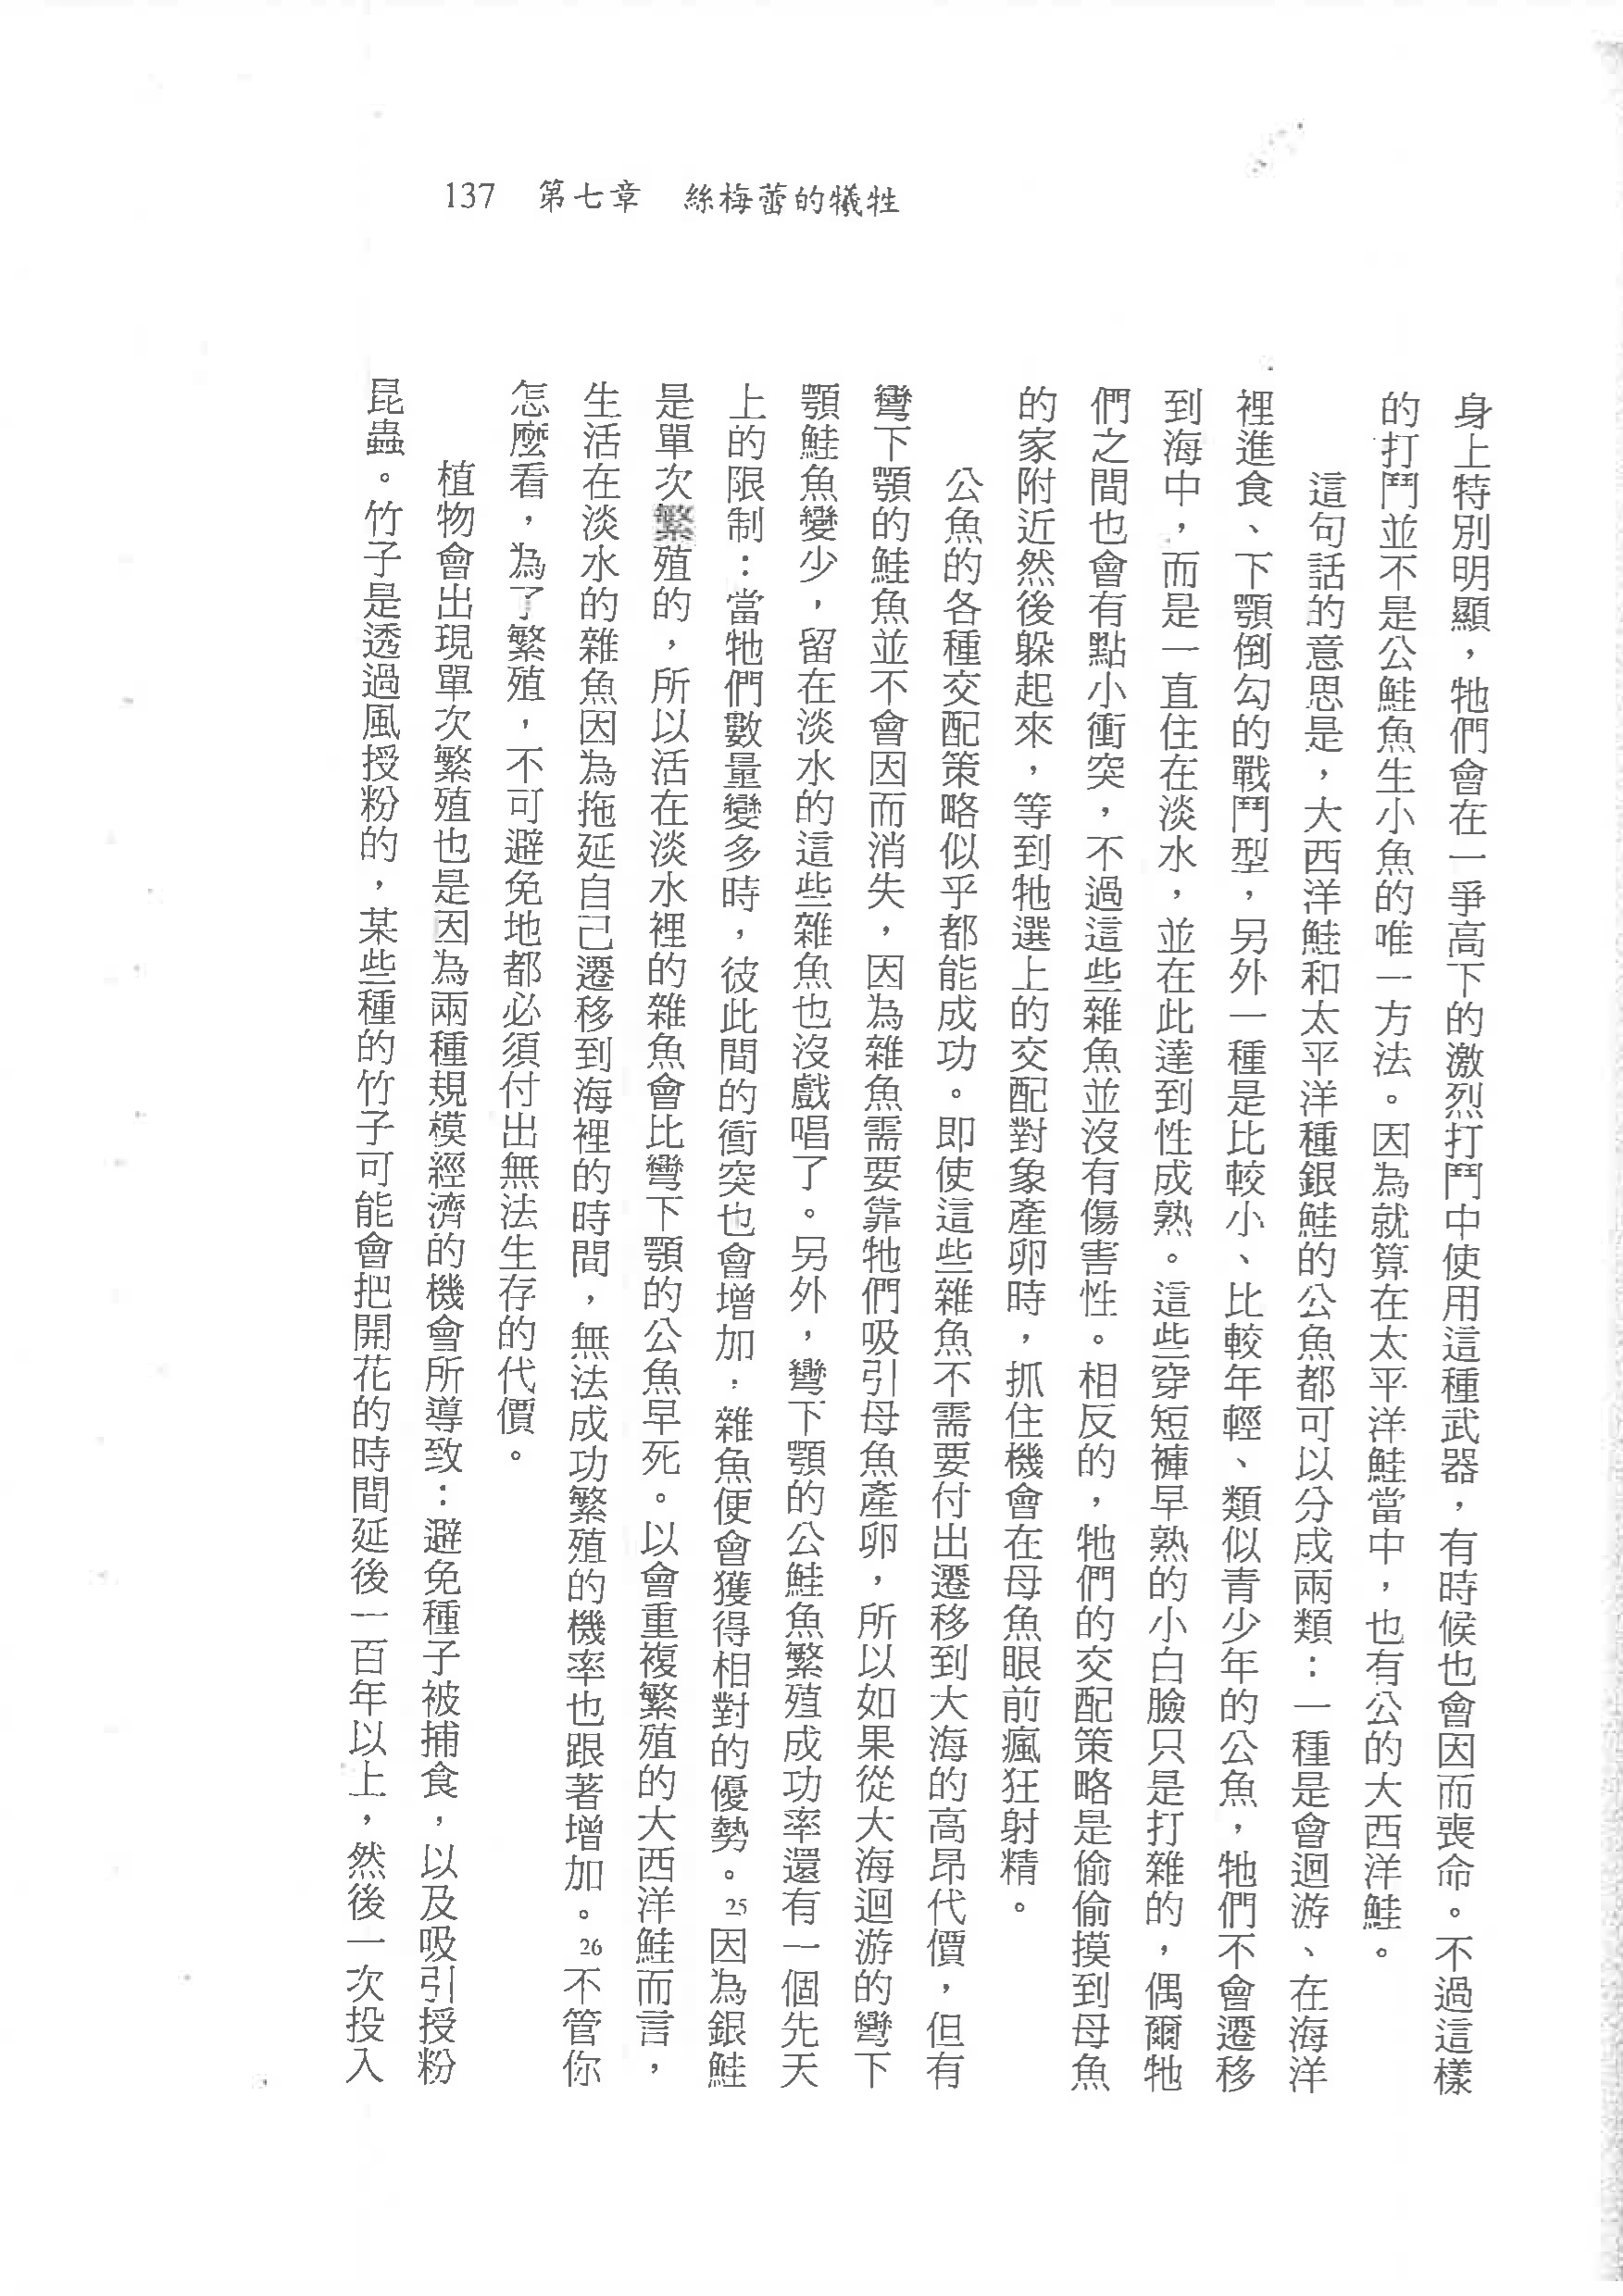 137 第七章 絲梅蕾的犧牲
身上特別明顯，牠們會在一爭高下的激烈打鬥中使用這種武器，有時候也會因而喪命。不過這樣
的打鬥並不是公鮭魚生小魚的唯一方法。因為就算在太平洋鮭當中，也有公的大西洋鮭。
這句話的意思是，大西洋鮭和太平洋種銀鮭的公魚都可以分成兩類：一種是會迴游、在海洋
裡進食、下顎倒勾的戰鬥型，另外一種是比較小、比較年輕、類似青少年的公魚，牠們不會遷移
到海中，而是一直住在淡水，並在此達到性成熟。這些穿短褲早熟的小白臉只是打雜的，偶爾牠
們之間也會有點小衝突，不過這些雜魚並沒有傷害性。相反的，牠們的交配策略是偷偷摸到母魚
的家附近然後躲起來，等到牠選上的交配對象產卵時，抓住機會在母魚眼前瘋狂射精。
公魚的各種交配策略似乎都能成功。即使這些雜魚不需要付出遷移到大海的高昂代價，但有
彎下顎的鮭魚並不會因而消失，因為雜魚需要靠牠們吸引母魚產卵，所以如果從大海迴游的彎下
顎鮭魚變少，留在淡水的這些雜魚也沒戲唱了。另外，彎下顎的公鮭魚繁殖成功率還有一個先天
上的限制：當牠們數量變多時，彼此間的衝突也會增加，雜魚便會獲得相對的優勢。25因為銀鮭
是單次繁殖的，所以活在淡水裡的雜魚會比彎下顎的公魚早死。以會重複繁殖的大西洋鮭而言，
生活在淡水的雜魚因為拖延自己遷移到海裡的時間，無法成功繁殖的機率也跟著增加。26不管你
怎麼看，為了繁殖，不可避免地都必須付出無法生存的代價。
植物會出現單次繁殖也是因為兩種規模經濟的機會所導致：避免種子被捕食，以及吸引授粉
昆蟲。竹子是透過風授粉的，某些種的竹子可能會把開花的時間延後一百年以上，然後一次投入